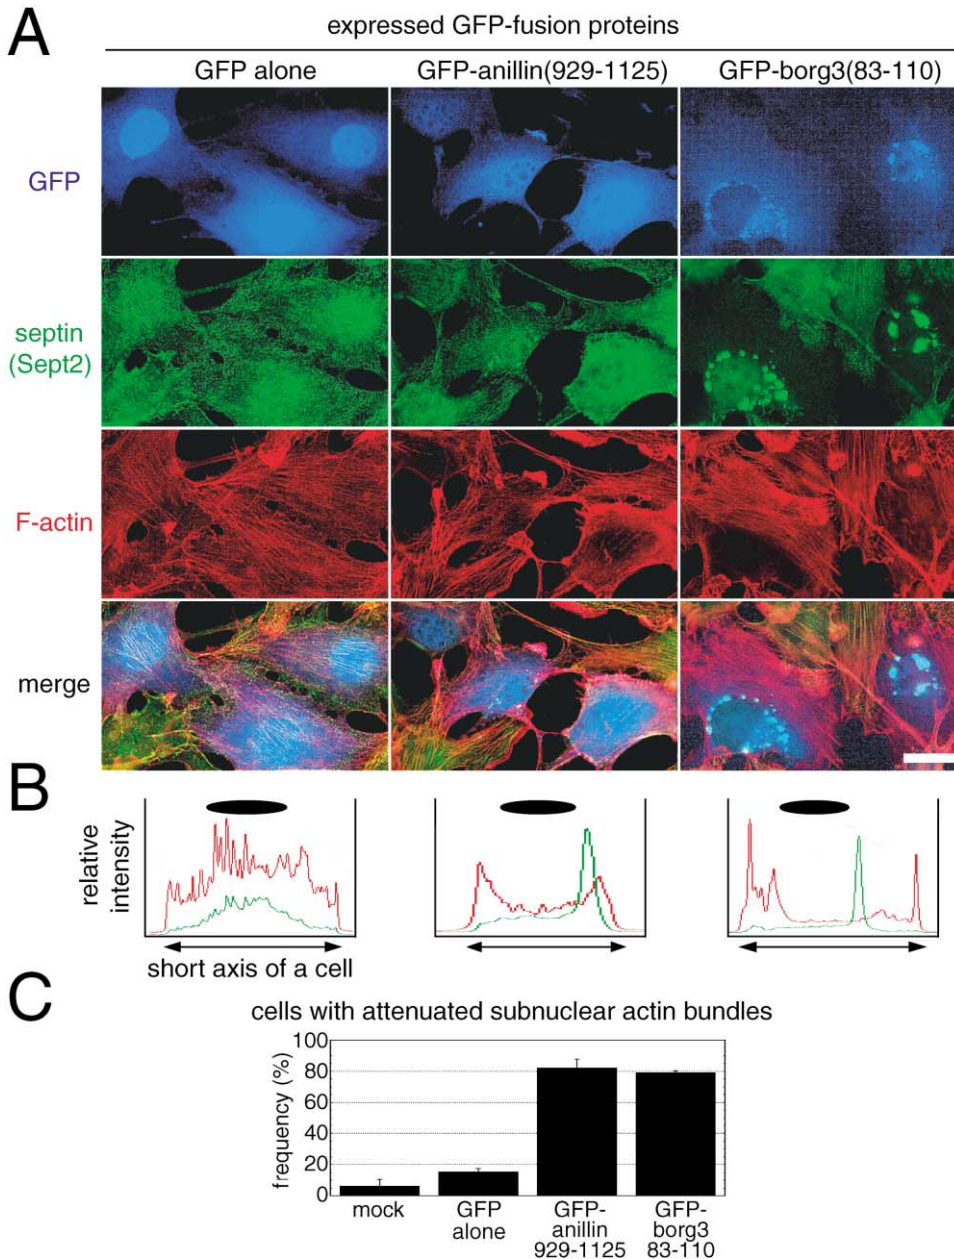 A
expressed GFP-fusion proteins
GFP alone
GFP-anillin(929-1125)
GFP-borg3(83-110)
GFP
septin
(Sept2)
F-actin
merge
B
relative
intensity
short axis of a cell
C
cells with attenuated subnuclear actin bundles
frequency (%)
100
80
60
40
20
0
mock
GFP
alone
GFP-
anillin
929-1125
GFP-
borg3
83-110